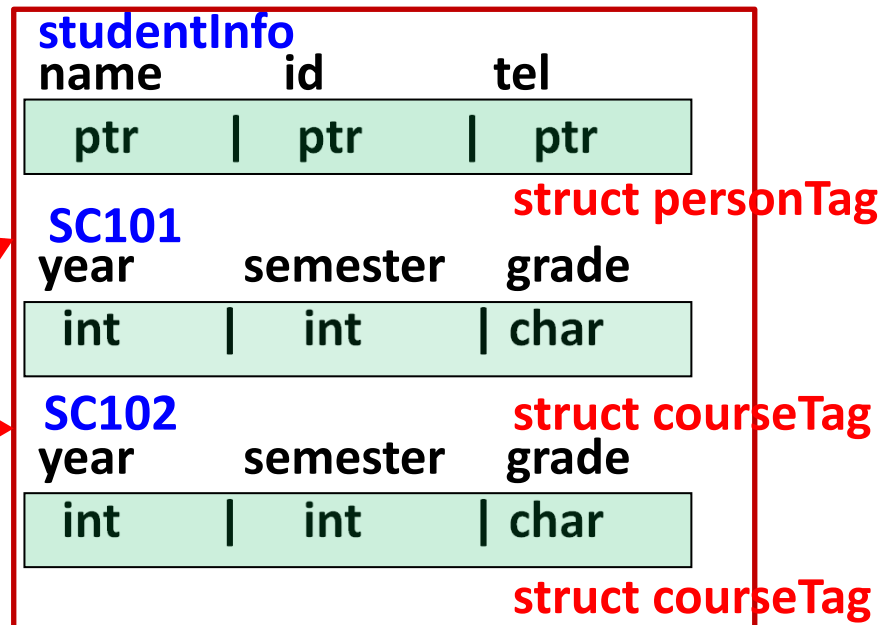 studentInfo
name id tel
ptr | ptr | ptr
struct personTag
SC101
year semester grade
int | int | char
SC102
struct courseTag
year semester grade
int | int | char
struct courseTag